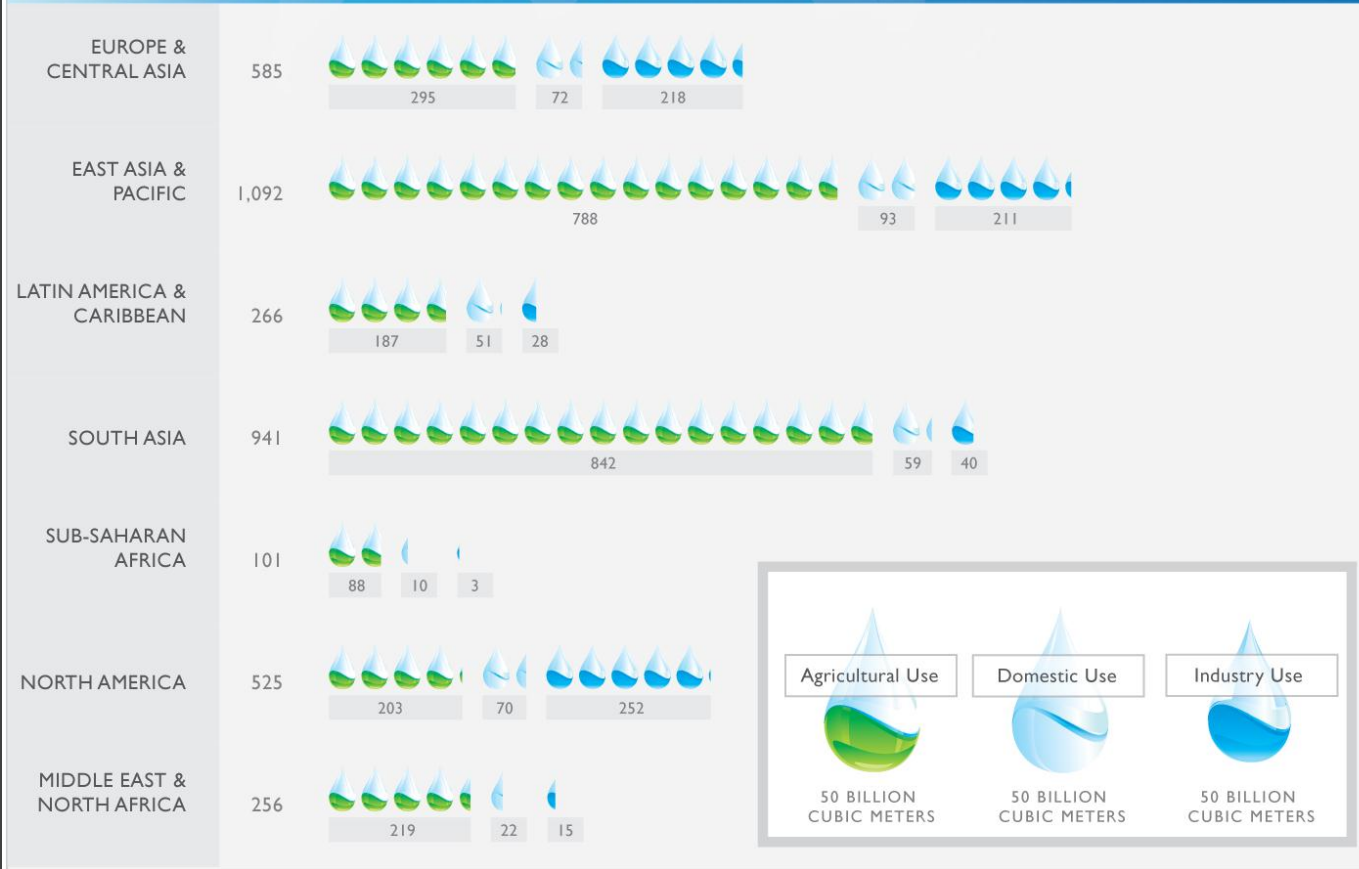 EUROPE &
CENTRAL ASIA
585
295
72
218
EAST ASIA &
PACIFIC
1,092
788
93
211
LATIN AMERICA &
CARIBBEAN
266
187
51
28
SOUTH ASIA
941
842
59
40
SUB-SAHARAN
AFRICA
101
88
10
3
NORTH AMERICA
525
203
70
252
MIDDLE EAST &
NORTH AFRICA
256
219
22
15
Agricultural Use
Domestic Use
Industry Use
50 BILLION
CUBIC METERS
50 BILLION
CUBIC METERS
50 BILLION
CUBIC METERS